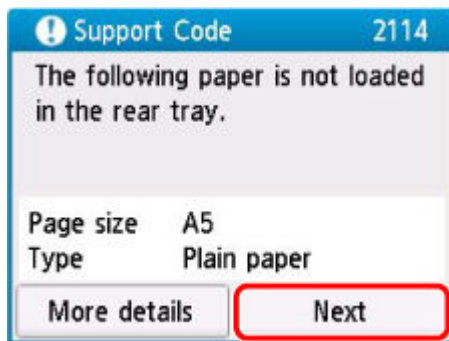 Support Code 2114
The following paper is not loaded
in the rear tray.
Page size A5
Type Plain paper
More details Next